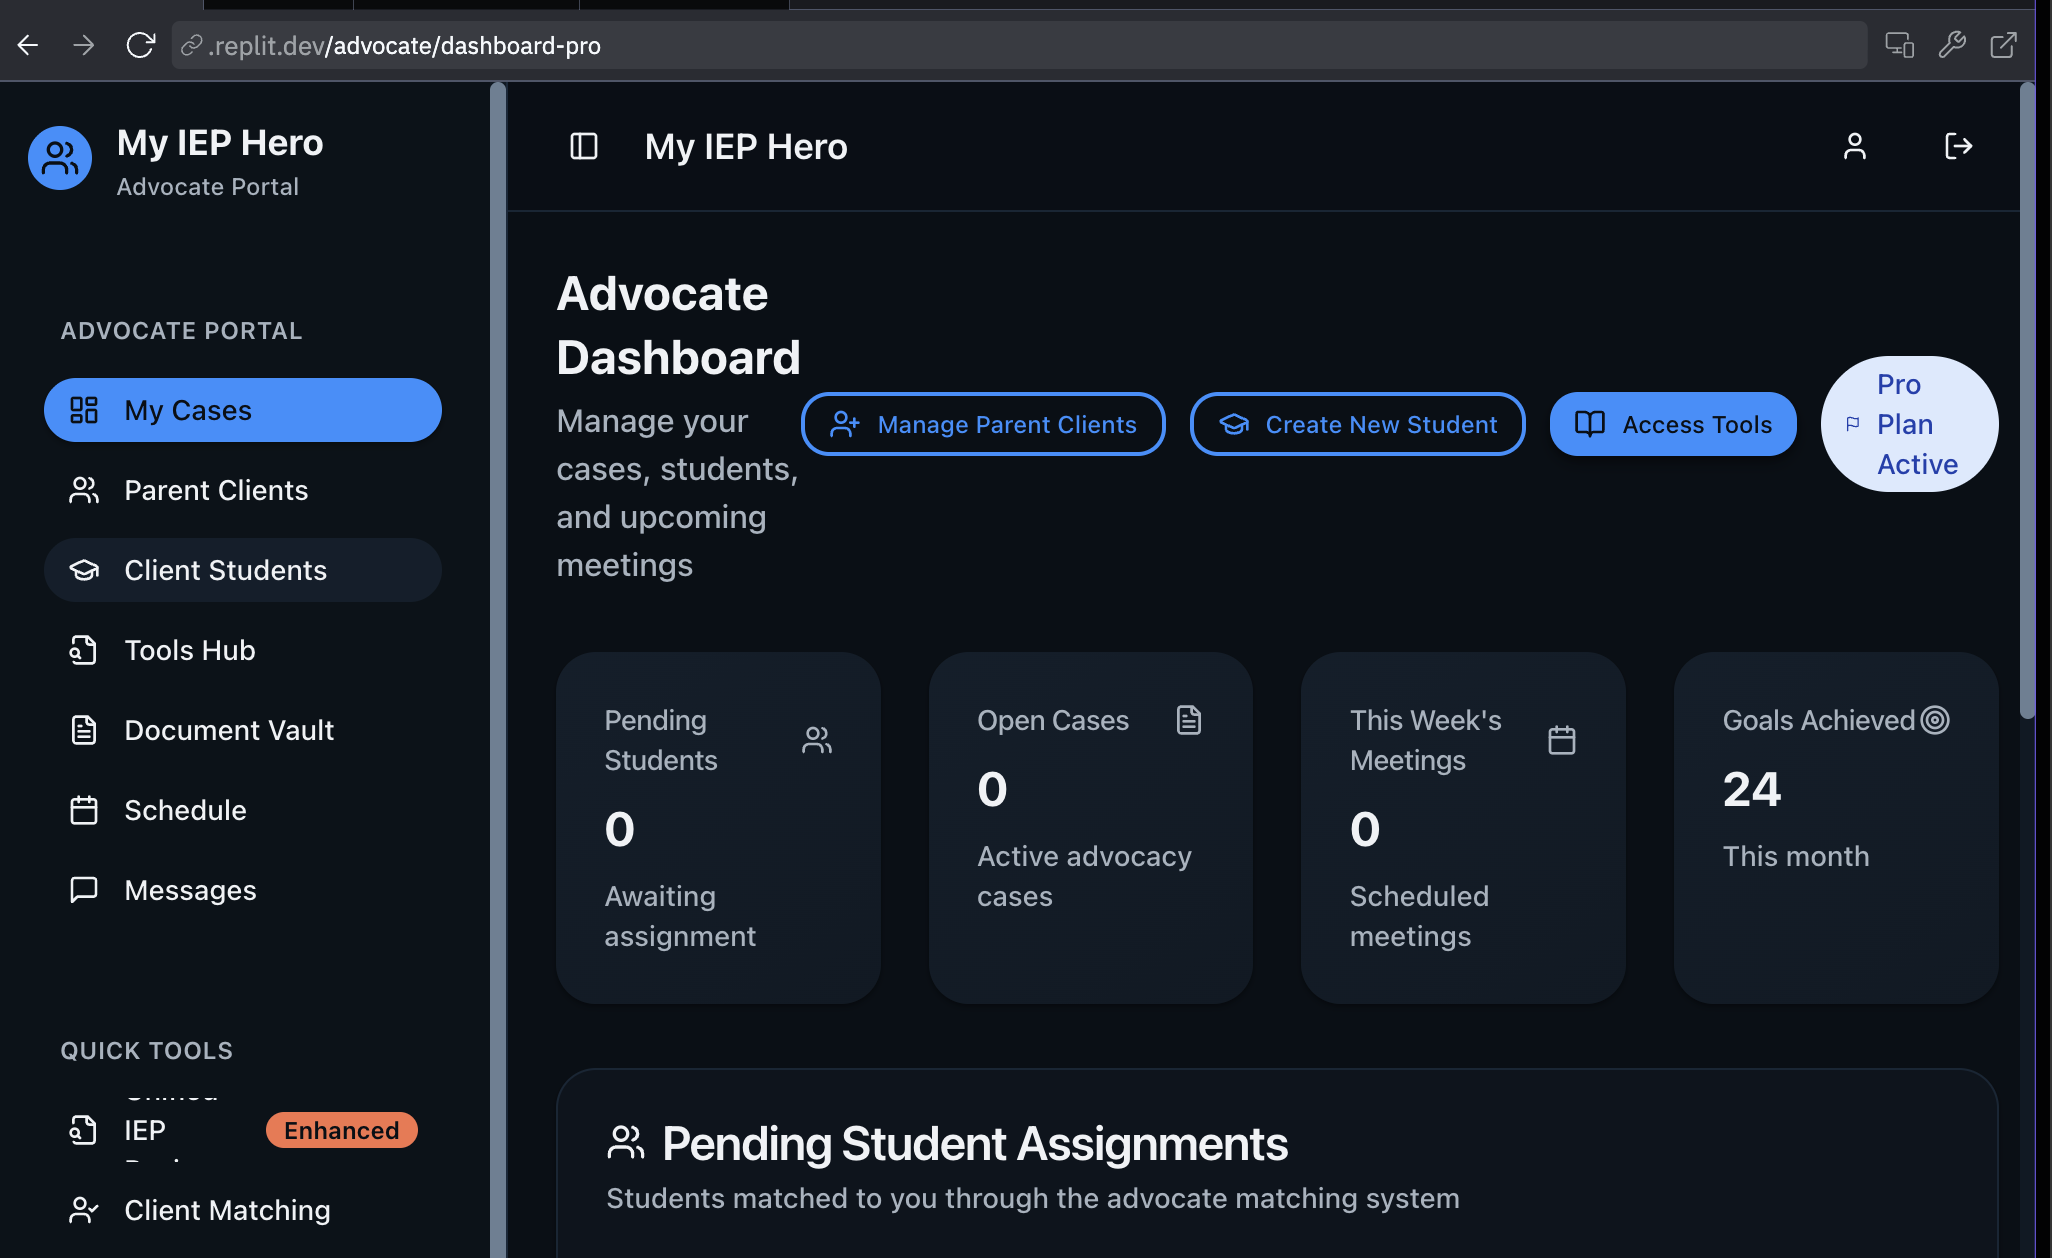 .replit.dev/advocate/dashboard-pro
My IEP Hero
Advocate Portal
ADVOCATE PORTAL
My Cases
Parent Clients
Client Students
Tools Hub
Document Vault
Schedule
Messages
QUICK TOOLS
IEP
Enhanced
Client Matching
My IEP Hero
Advocate
Dashboard
Manage your
cases, students,
and upcoming
meetings
Manage Parent Clients
Create New Student
Access Tools
Pro
Plan
Active
Pending
Students
0
Awaiting
assignment
Open Cases
0
Active advocacy
cases
This Week's
Meetings
0
Scheduled
meetings
Goals Achieved
24
This month
Pending Student Assignments
Students matched to you through the advocate matching system